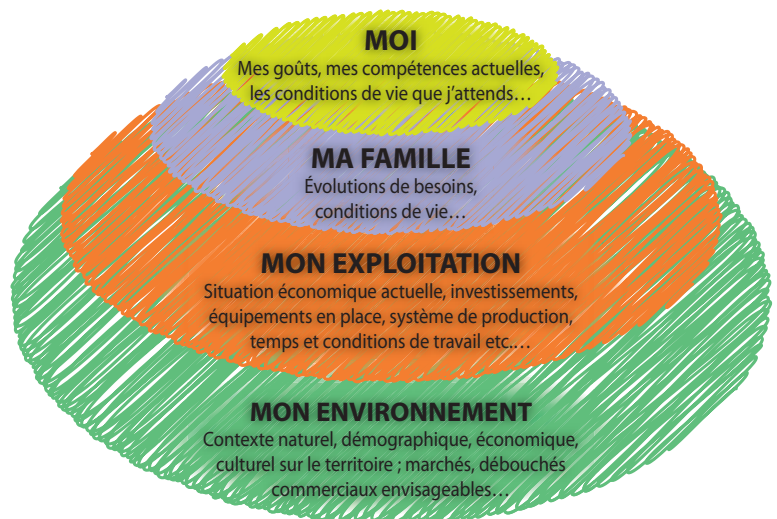 MOI
Mes goûts, mes compétences actuelles,
les conditions de vie que j'attends…
MA FAMILLE
Évolutions de besoins,
conditions de vie…
MON EXPLOITATION
Situation économique actuelle, investissements,
équipements en place, système de production,
temps et conditions de travail etc.…
MON ENVIRONNEMENT
Contexte naturel, démographique, économique,
culturel sur le territoire ; marchés, débouchés
commerciaux envisageables…